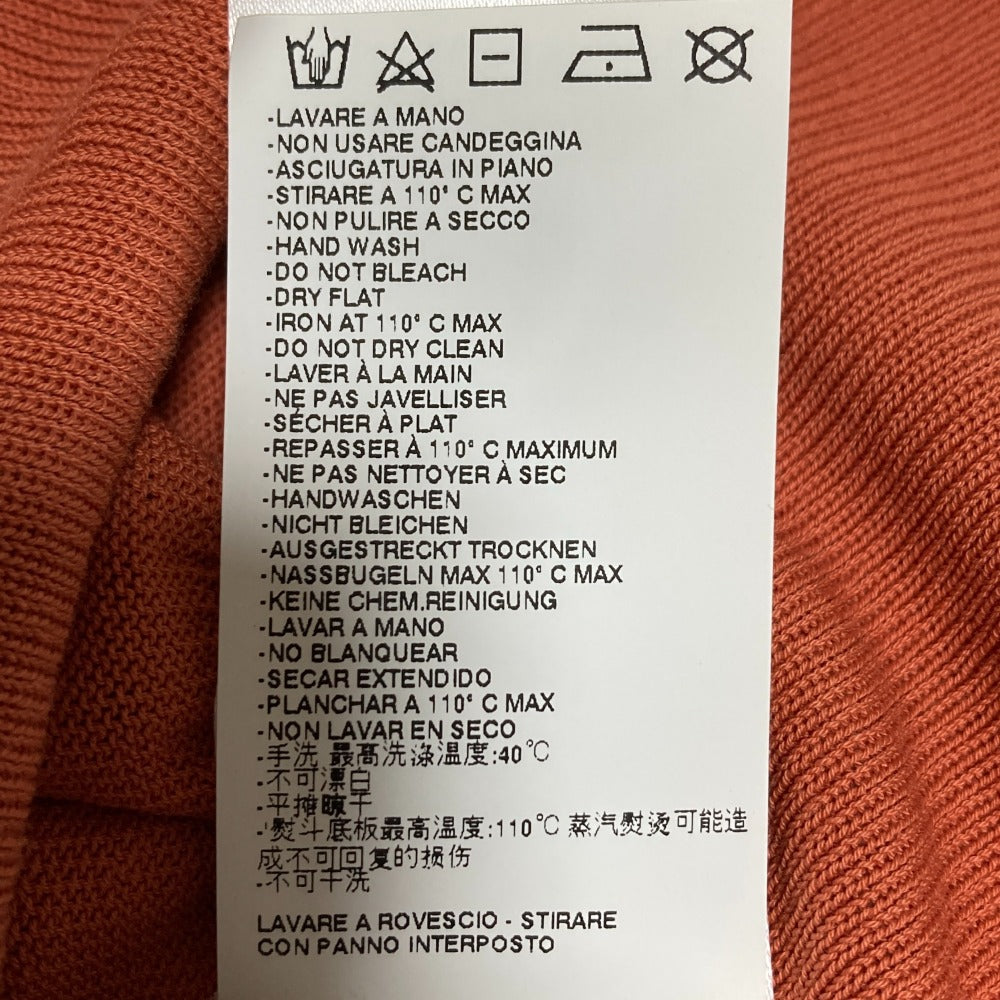 -LAVARE A MANO
-NON USARE CANDEGGINA
-ASCIUGATURA IN PIANO
-STIRARE A 110° C MAX
-NON PULIRE A SECCO
-HAND WASH
-DO NOT BLEACH
-DRY FLAT
-IRON AT 110° C MAX
-DO NOT DRY CLEAN
-LAVER À LA MAIN
-NE PAS JAVELLISER
-SÉCHER À PLAT
-REPASSER À 110° C MAXIMUM
-NE PAS NETTOYER À SEC
-HANDWASCHEN
-NICHT BLEICHEN
-AUSGESTRECKT TROCKNEN
-NASSBUGELN MAX 110° C MAX
-KEINE CHEM.REINIGUNG
-LAVAR A MANO
-NO BLANQUEAR
-SECAR EXTENDIDO
-PLANCHAR A 110° C MAX
-NON LAVAR EN SECO
-手洗 最高洗涤温度:40℃
-不可漂白
-平摊晾干
-熨斗底板最高温度:110℃ 蒸汽熨烫可能造
成不可回复的损伤
-不可干洗
LAVARE A ROVESCIO - STIRARE
CON PANNO INTERPOSTO